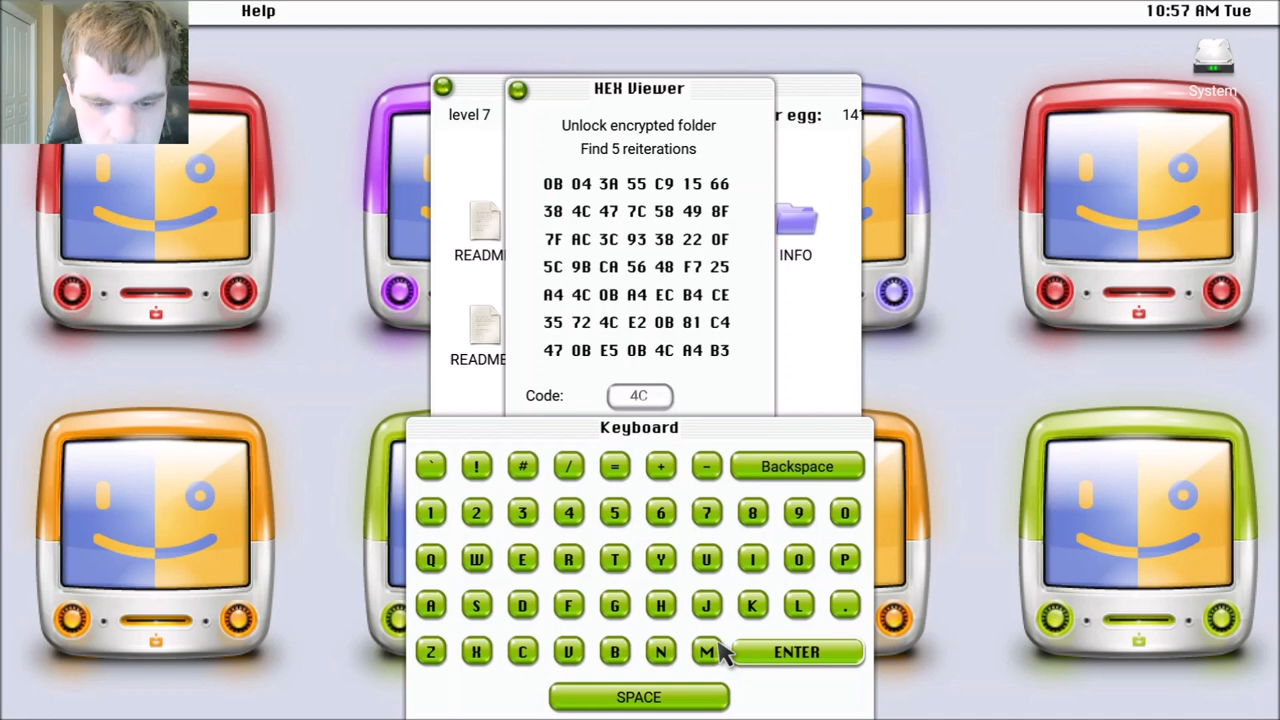 Help
10:57 AM Tue
System
HEX Viewer
level 7
r egg: 141
Unlock encrypted folder
Find 5 reiterations
0B 04 3A 55 C9 15 66
38 4C 47 7C 58 49 8F
7F AC 3C 93 38 22 0F
5C 9B CA 56 48 F7 25
A4 4C 0B A4 EC B4 CE
35 72 4C E2 0B 81 C4
47 0B E5 0B 4C A4 B3
READM
INFO
README
Code: 4C
Keyboard
` ! # / = + - Backspace
1 2 3 4 5 6 7 8 9 0
Q W E R T Y U I O P
A S D F G H J K L .
Z X C V B N M ENTER
SPACE